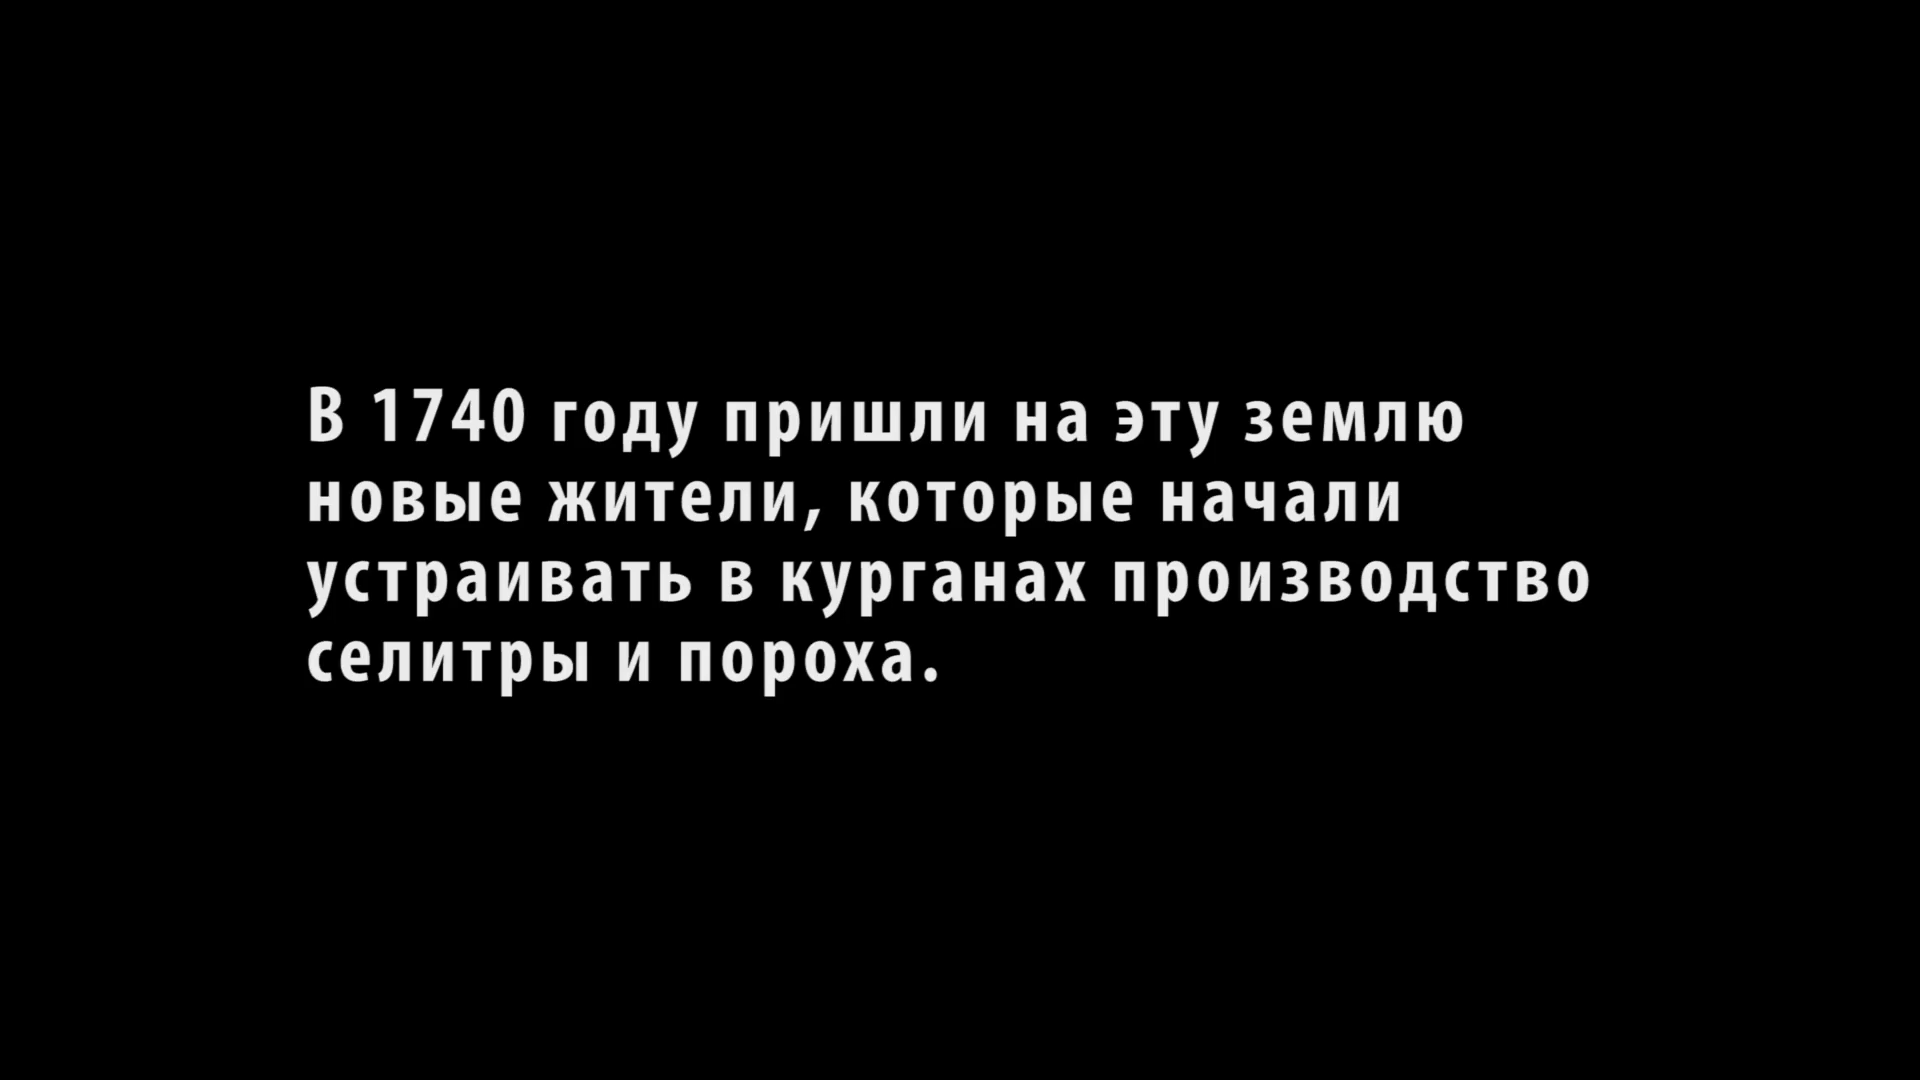 В 1740 году пришли на эту землю
новые жители, которые начали
устраивать в курганах производство
селитры и пороха.